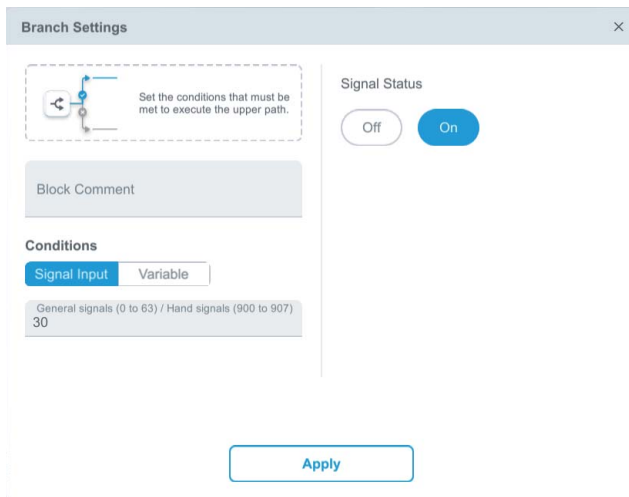 Branch Settings
Set the conditions that must be
met to execute the upper path.
Block Comment
Conditions
Signal Input
Variable
General signals (0 to 63) / Hand signals (900 to 907)
30
Signal Status
Off
On
Apply